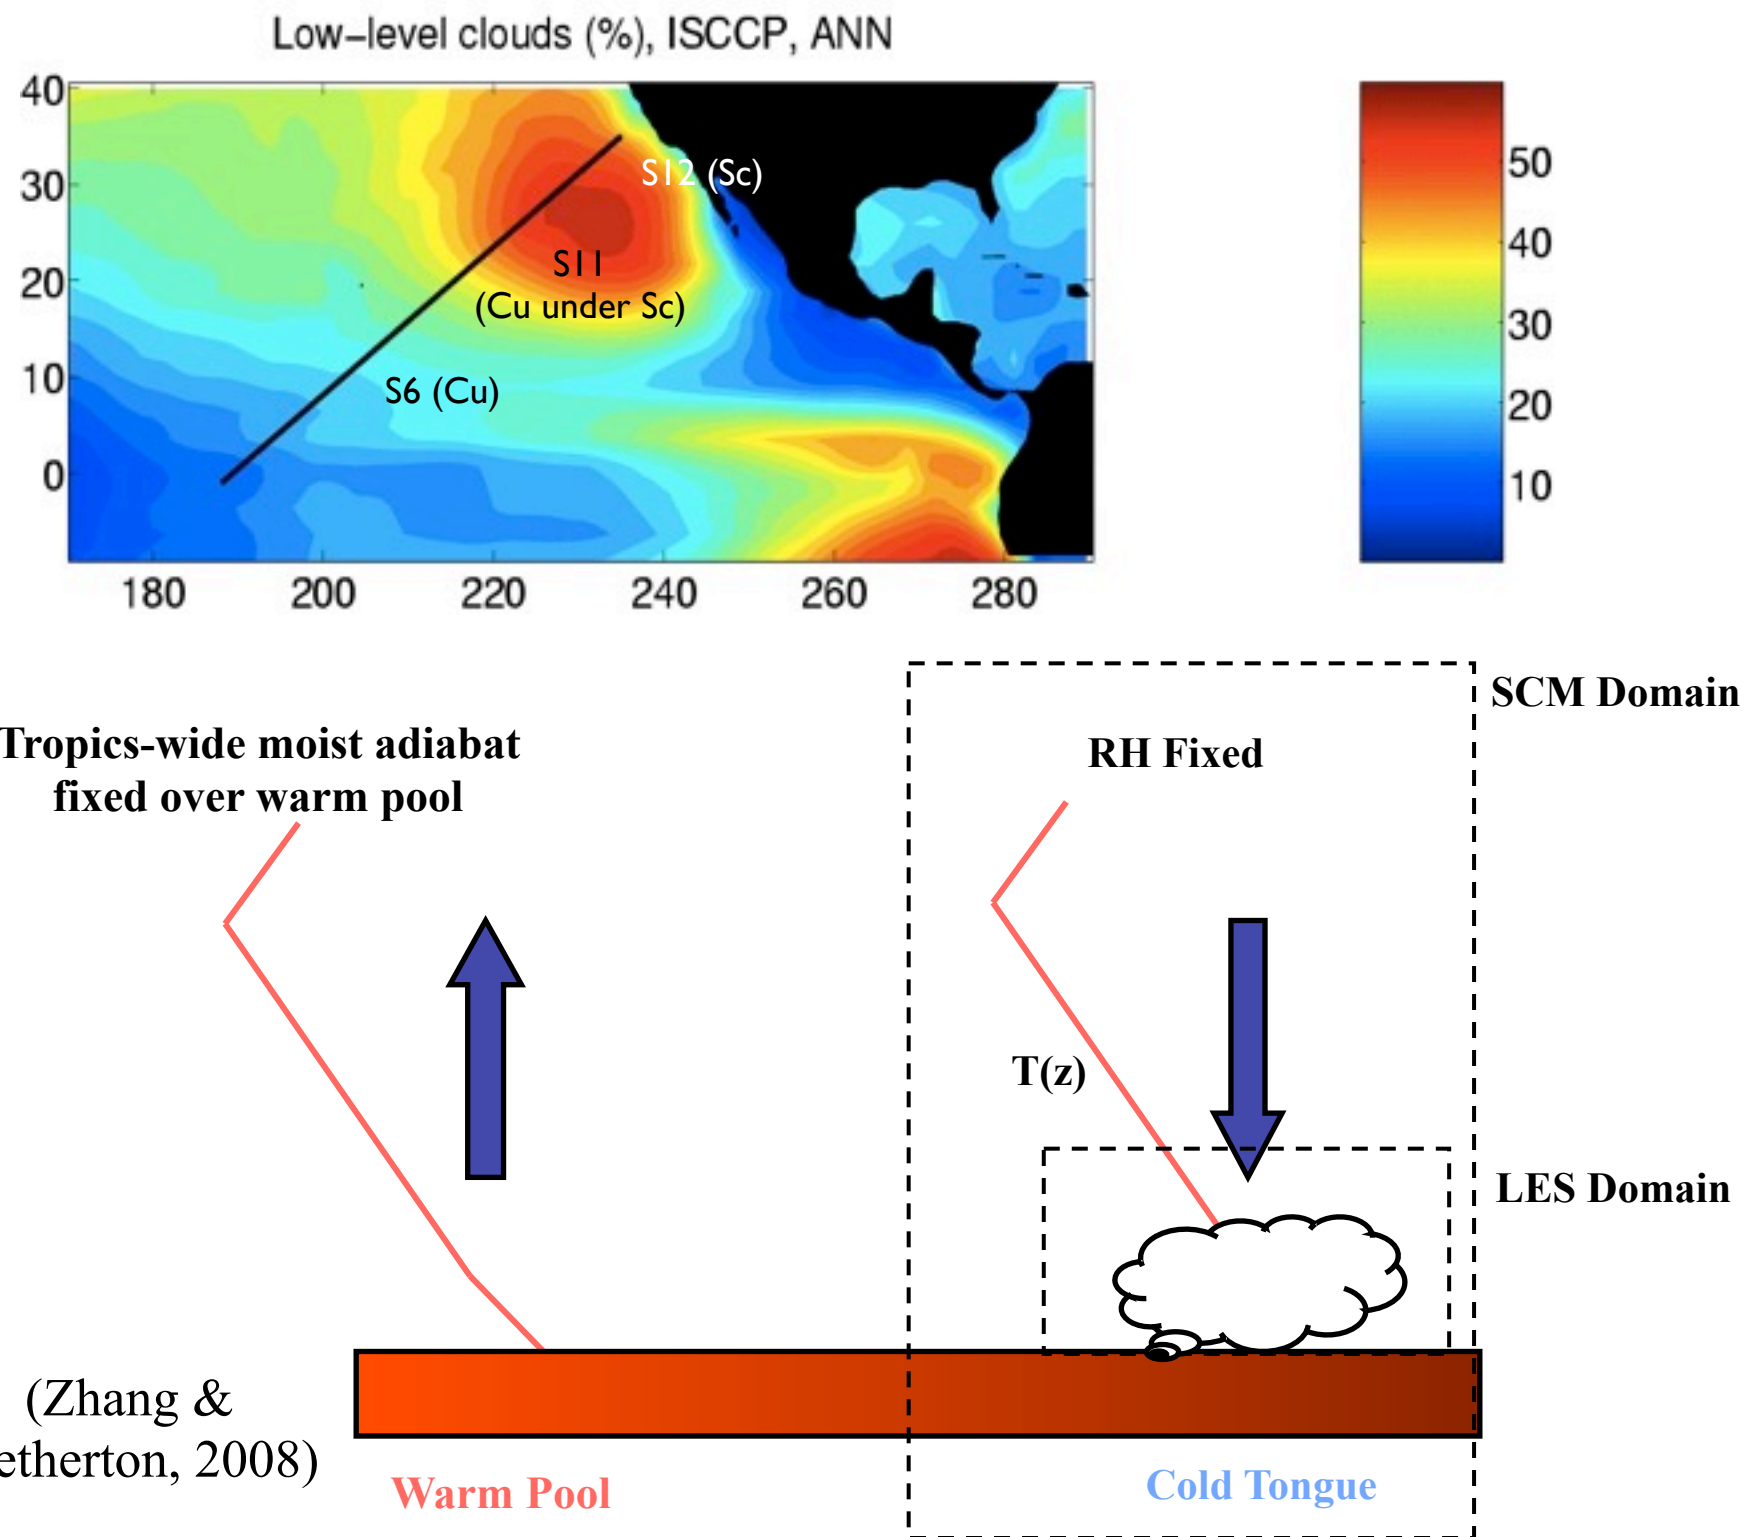 Low-level clouds (%), ISCCP, ANN
40
30
20
10
0
180
200
220
240
260
280
50
40
30
20
10
S12 (Sc)
S11
(Cu under Sc)
S6 (Cu)
SCM Domain
Tropics-wide moist adiabat
fixed over warm pool
RH Fixed
T(z)
LES Domain
(Zhang &
etherton, 2008)
Warm Pool
Cold Tongue